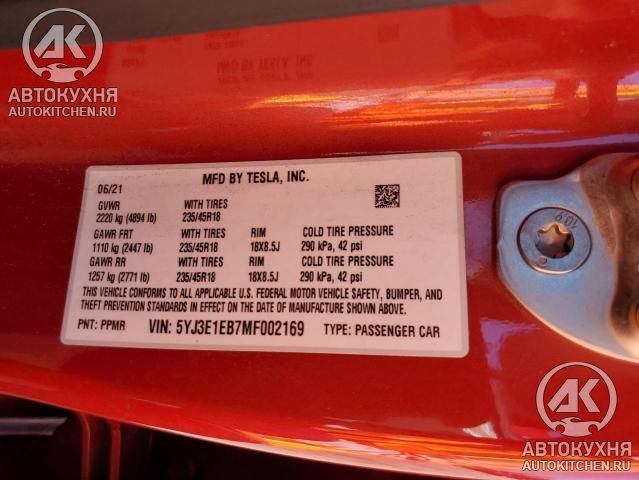 AK
АВТОКУХНЯ
AUTOKITCHEN.RU
MFD BY TESLA, INC.
06/21
GVWR WITH TIRES
2220 kg (4894 lb) 235/45R18
GAWR FRT WITH TIRES RIM COLD TIRE PRESSURE
1110 kg (2447 lb) 235/45R18 18X8.5J 290 kPa, 42 psi
GAWR RR WITH TIRES RIM COLD TIRE PRESSURE
1257 kg (2771 lb) 235/45R18 18X8.5J 290 kPa, 42 psi
THIS VEHICLE CONFORMS TO ALL APPLICABLE U.S. FEDERAL MOTOR VEHICLE SAFETY, BUMPER, AND
THEFT PREVENTION STANDARDS IN EFFECT ON THE DATE OF MANUFACTURE SHOWN ABOVE.
PNT: PPMR VIN: 5YJ3E1EB7MF002169 TYPE: PASSENGER CAR
10.9
AK
АВТОКУХНЯ
AUTOKITCHEN.RU